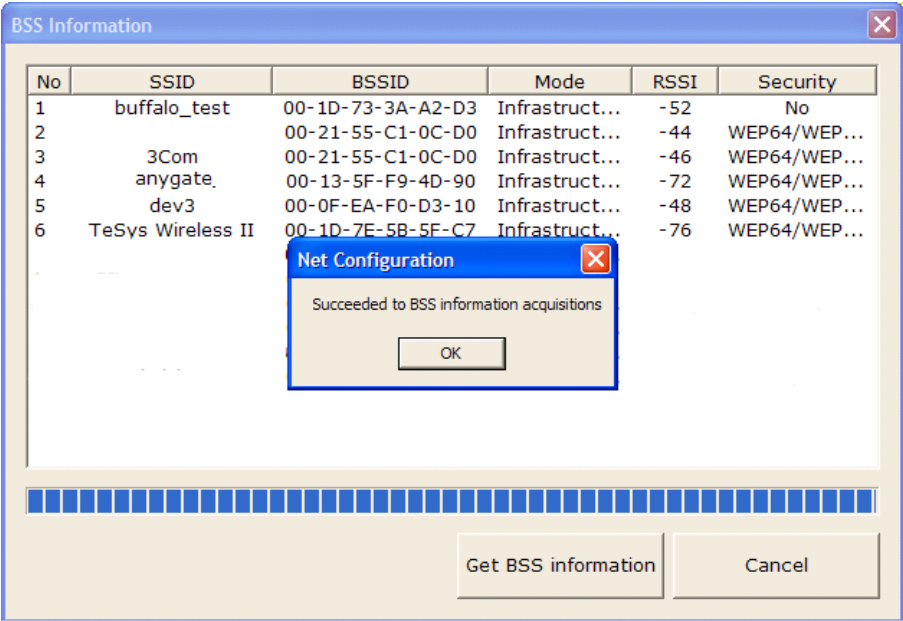 BSS Information
No SSID BSSID Mode RSSI Security
1 buffalo_test 00-1D-73-3A-A2-D3 Infrastruct... -52 No
2 00-21-55-C1-0C-D0 Infrastruct... -44 WEP64/WEP...
3 3Com 00-21-55-C1-0C-D0 Infrastruct... -46 WEP64/WEP...
4 anygate 00-13-5F-F9-4D-90 Infrastruct... -72 WEP64/WEP...
5 dev3 00-0F-EA-F0-D3-10 Infrastruct... -48 WEP64/WEP...
6 TeSys Wireless II 00-1D-7E-5B-5F-C7 Infrastruct... -76 WEP64/WEP...
Net Configuration
Succeeded to BSS information acquisitions
OK
Get BSS information Cancel